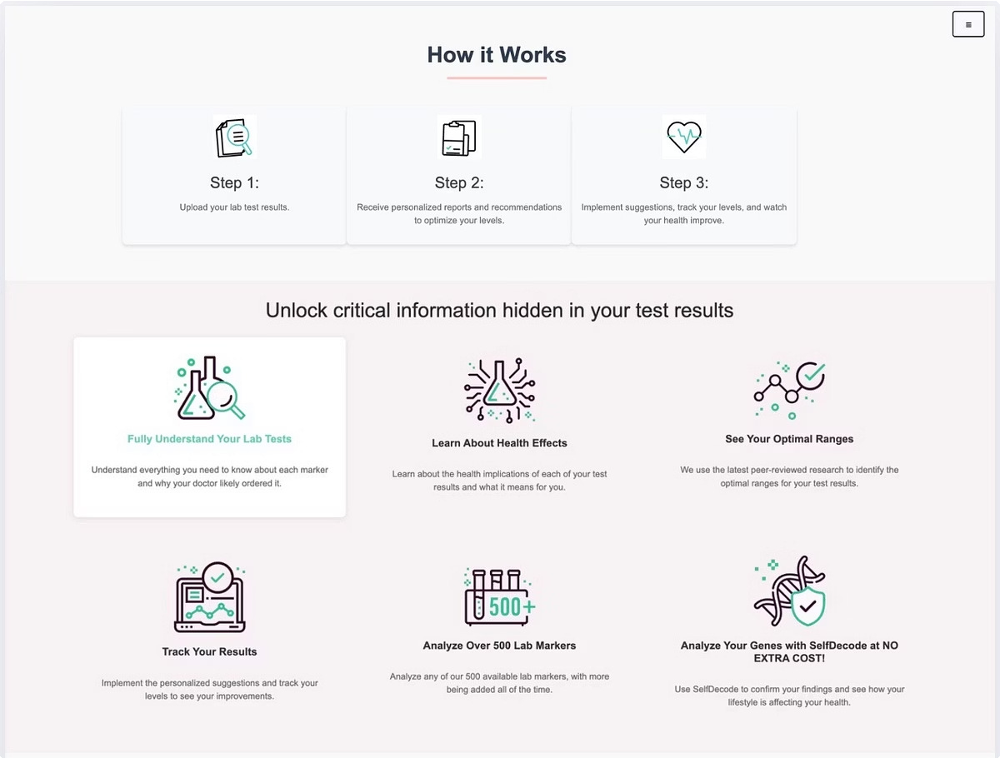 How it Works
Step 1:
Upload your lab test results.
Step 2:
Receive personalized reports and recommendations
to optimize your levels.
Step 3:
Implement suggestions, track your levels, and watch
your health improve.
Unlock critical information hidden in your test results
Fully Understand Your Lab Tests
Understand everything you need to know about each marker
and why your doctor likely ordered it.
Learn About Health Effects
Learn about the health implications of each of your test
results and what it means for you.
See Your Optimal Ranges
We use the latest peer-reviewed research to identify the
optimal ranges for your test results.
Track Your Results
Implement the personalized suggestions and track your
levels to see your improvements.
500+
Analyze Over 500 Lab Markers
Analyze any of our 500 available lab markers, with more
being added all of the time.
Analyze Your Genes with SelfDecode at NO
EXTRA COST!
Use SelfDecode to confirm your findings and see how your
lifestyle is affecting your health.